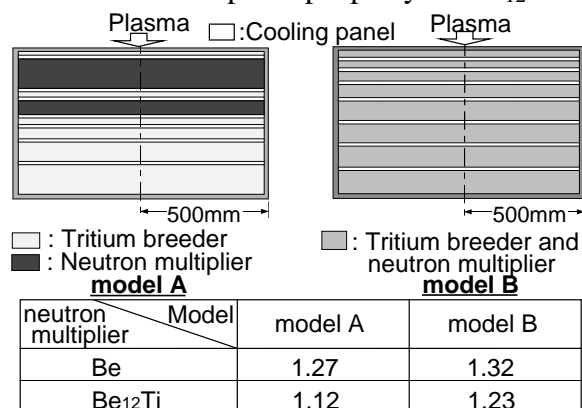 Plasma □:Cooling panel Plasma
500mm 500mm
: Tritium breeder
: Neutron multiplier
model A
: Tritium breeder and
neutron multiplier
model B
neutron multiplier Model model A model B
Be 1.27 1.32
Be₁₂Ti 1.12 1.23